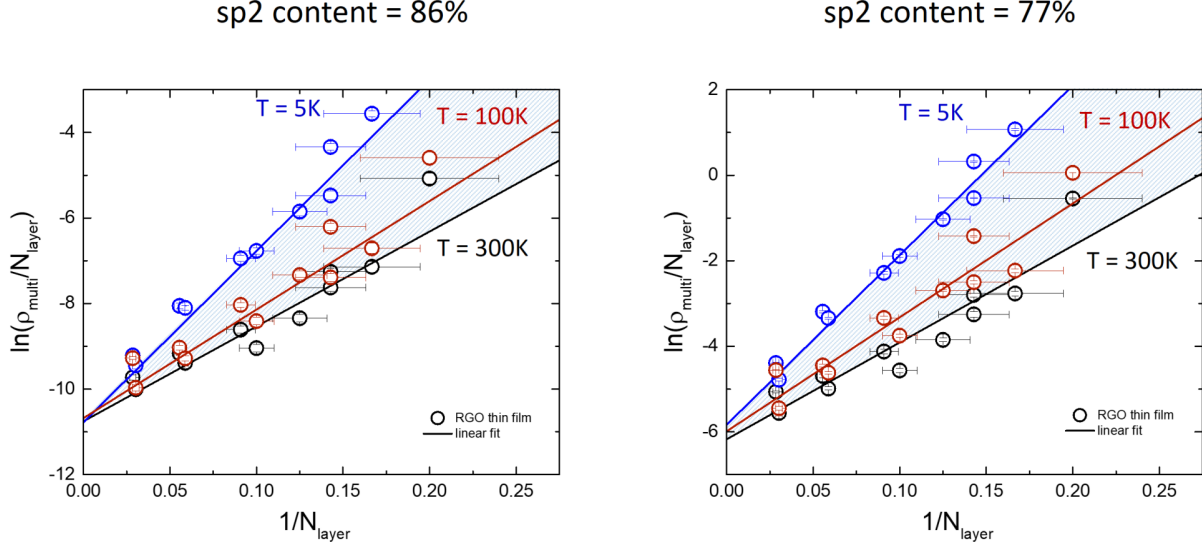 sp2 content = 86%
sp2 content = 77%
T = 5K
T = 100K
T = 300K
-4
-6
-8
-10
-12
ln(ρmulti/Nlayer)
RGO thin film
linear fit
0.00 0.05 0.10 0.15 0.20 0.25
1/Nlayer
T = 5K
T = 100K
T = 300K
2
0
-2
-4
-6
ln(ρmulti/Nlayer)
RGO thin film
linear fit
0.00 0.05 0.10 0.15 0.20 0.25
1/Nlayer